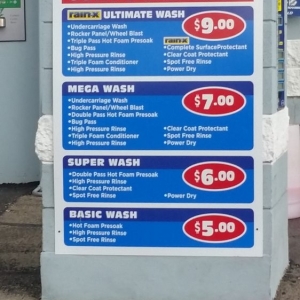 rain-x ULTIMATE WASH
•Undercarriage Wash
•Rocker Panel/Wheel Blast
•Triple Pass Hot Foam Presoak
•Bug Pass
•High Pressure Rinse
•Triple Foam Conditioner
•High Pressure Rinse
$9.00
rain-x
•Complete Surface Protectant
•Clear Coat Protectant
•Spot Free Rinse
•Power Dry
MEGA WASH
•Undercarriage Wash
•Rocker Panel/Wheel Blast
•Double Pass Hot Foam Presoak
•Bug Pass
•High Pressure Rinse
•Triple Foam Conditioner
•High Pressure Rinse
$7.00
•Clear Coat Protectant
•Spot Free Rinse
•Power Dry
SUPER WASH
•Double Pass Hot Foam Presoak
•High Pressure Rinse
•Clear Coat Protectant
•Spot Free Rinse
$6.00
•Power Dry
BASIC WASH
•Hot Foam Presoak
•High Pressure Rinse
•Spot Free Rinse
$5.00